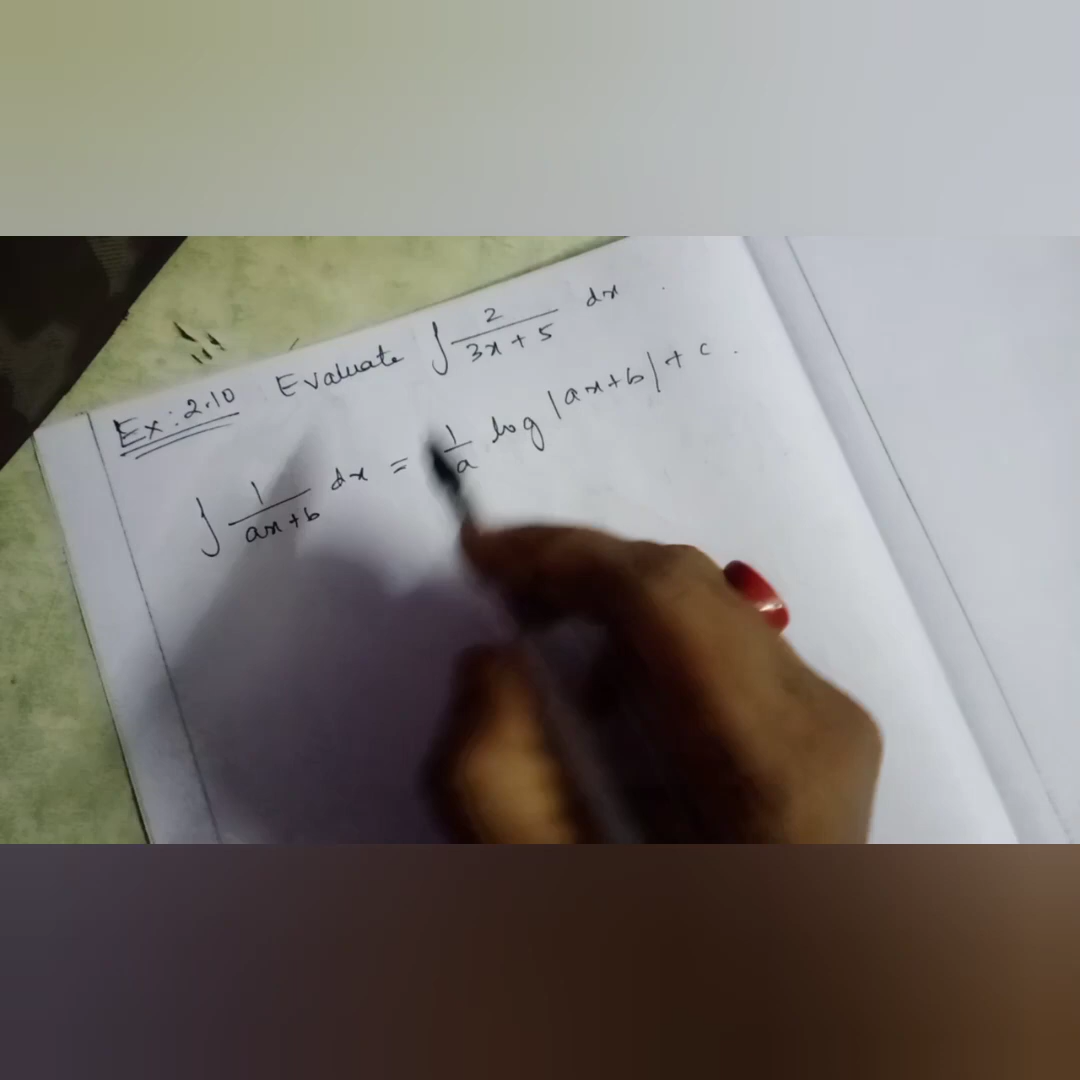 Ex: 2.10 Evaluate ∫ 2/(3x + 5) dx .
∫ 1/(ax+b) dx = 1/a log |ax+b| + c .